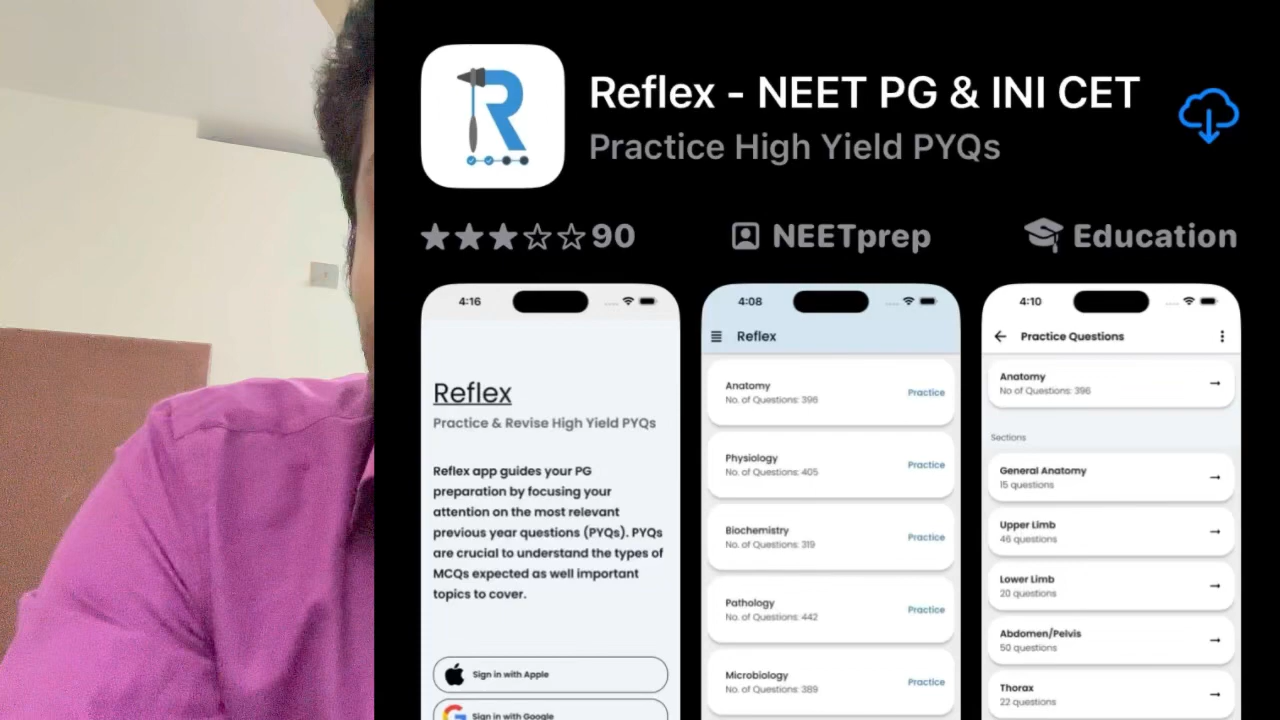 Reflex - NEET PG & INI CET
Practice High Yield PYQs
90
NEETprep
Education
4:16
Reflex
Practice & Revise High Yield PYQs
Reflex app guides your PG
preparation by focusing your
attention on the most relevant
previous year questions (PYQs). PYQs
are crucial to understand the types of
MCQs expected as well important
topics to cover.
Sign in with Apple
Sign in with Google
4:08
Reflex
Anatomy
No. of Questions: 396
Practice
Physiology
No. of Questions: 405
Practice
Biochemistry
No. of Questions: 319
Practice
Pathology
No. of Questions: 442
Practice
Microbiology
No. of Questions: 389
Practice
4:10
Practice Questions
Anatomy
No of Questions: 396
Sections
General Anatomy
15 questions
Upper Limb
46 questions
Lower Limb
20 questions
Abdomen/Pelvis
50 questions
Thorax
22 questions